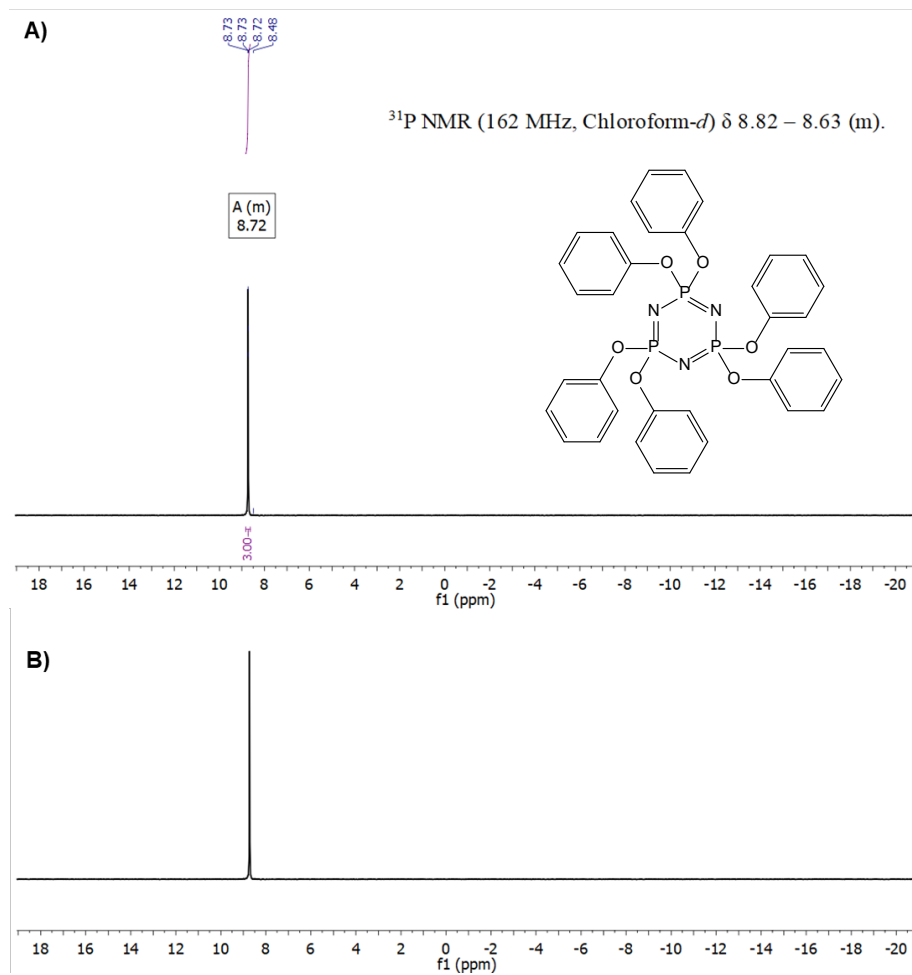 A)
8.73
8.73
8.72
8.48
³¹P NMR (162 MHz, Chloroform-d) δ 8.82 – 8.63 (m).
A (m)
8.72
O O
P
N N
O P P O
N
O O
3.00
18 16 14 12 10 8 6 4 2 0 -2 -4 -6 -8 -10 -12 -14 -16 -18 -20
f1 (ppm)
B)
18 16 14 12 10 8 6 4 2 0 -2 -4 -6 -8 -10 -12 -14 -16 -18 -20
f1 (ppm)